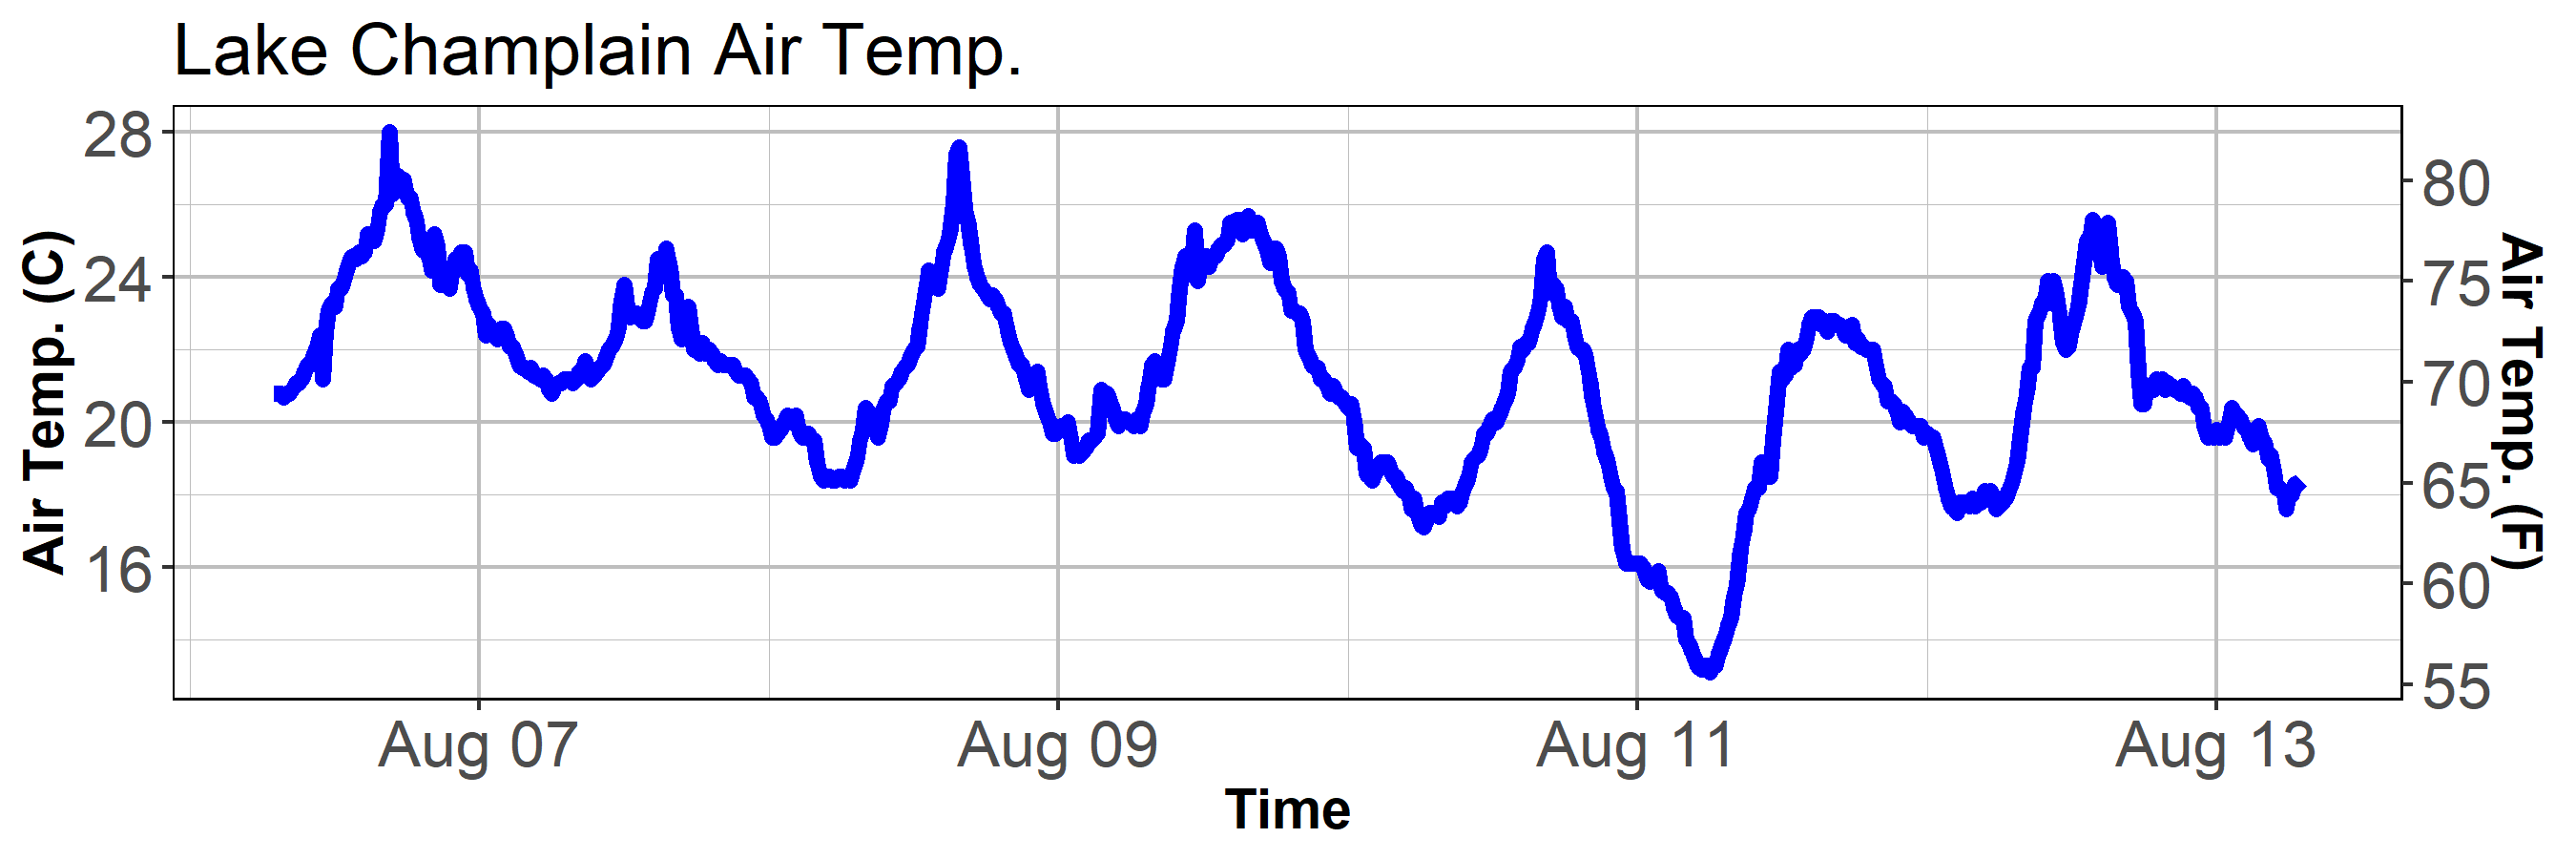 Lake Champlain Air Temp.
28
24
20
16
Air Temp. (C)
80
75
70
65
60
55
Air Temp. (F)
Aug 07 Aug 09 Aug 11 Aug 13
Time